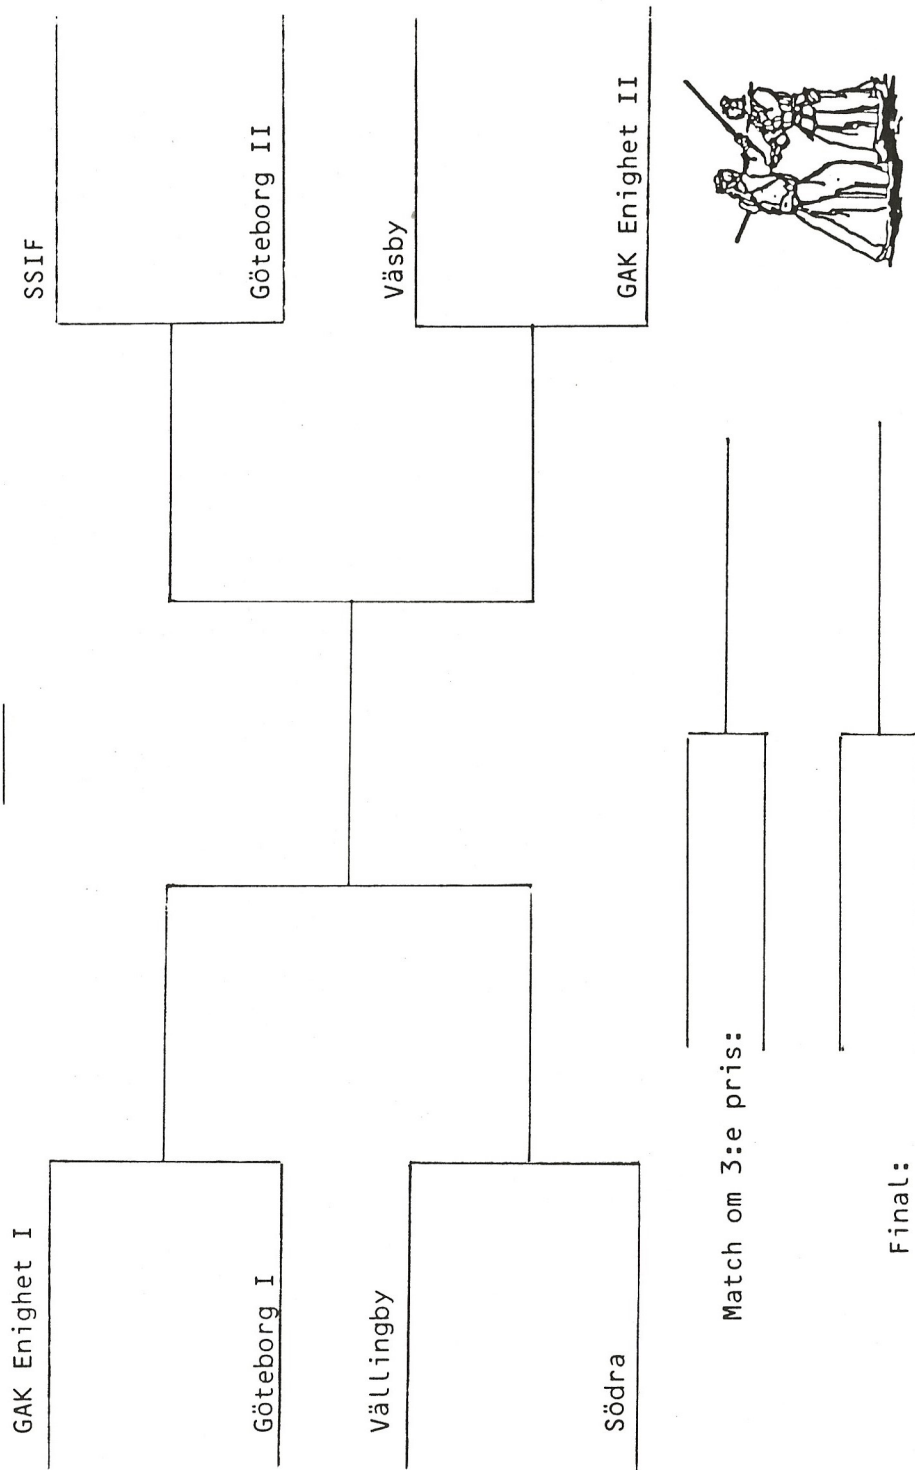 GAK Enighet I
Göteborg I
Vällingby
Södra
SSIF
Göteborg II
Väsby
GAK Enighet II
Match om 3:e pris:
Final: